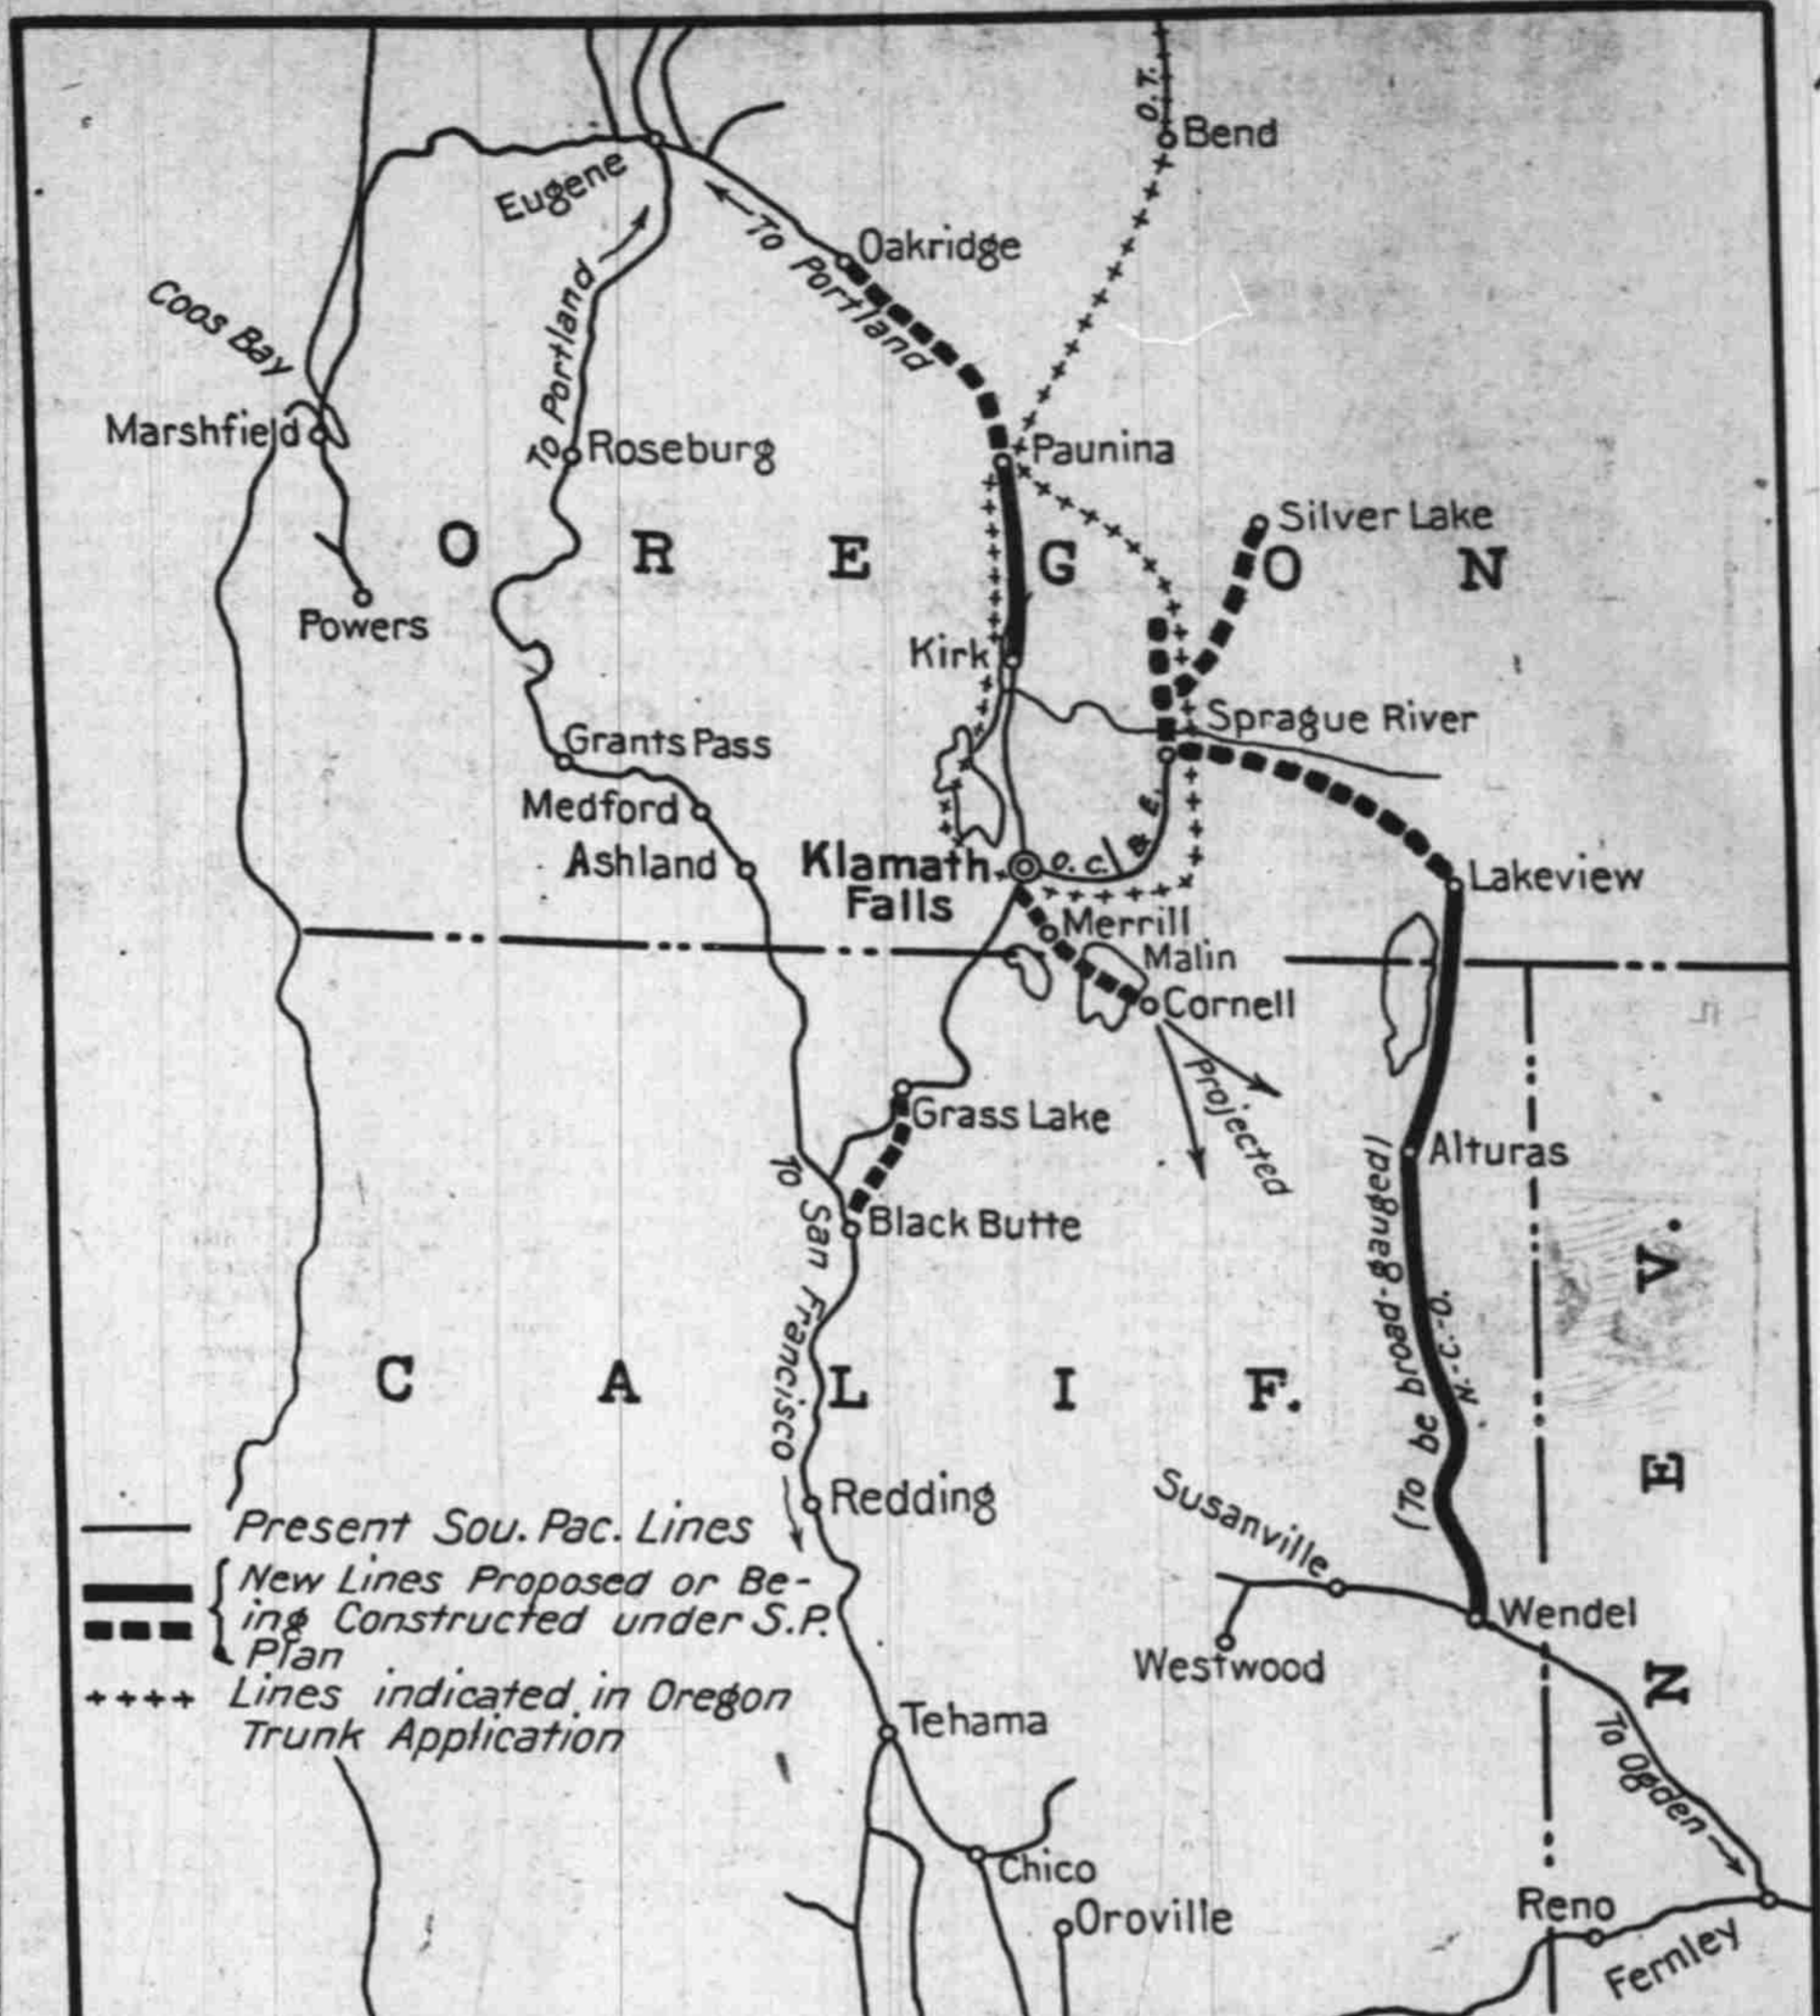 O.T.
Bend
Eugene
To Portland
Oakridge
To Portland
Coos Bay
Marshfield
Roseburg
Paunina
Silver Lake
O R E G O N
Powers
Kirk
Sprague River
Grants Pass
Medford
Ashland
Klamath
Falls
O. C. & E.
Lakeview
Merrill
Malin
Cornell
Projected
Grass Lake
Alturas
To San Francisco
Black Butte
(To be broad-gauged)
N.-C.-O.
C A L I F.
N E V.
Redding
Susanville
Wendel
Westwood
Present Sou. Pac. Lines
New Lines Proposed or Be-
ing Constructed under S.P.
Plan
Lines indicated in Oregon
Trunk Application
Tehama
To Ogden
Chico
Oroville
Reno
Fernley